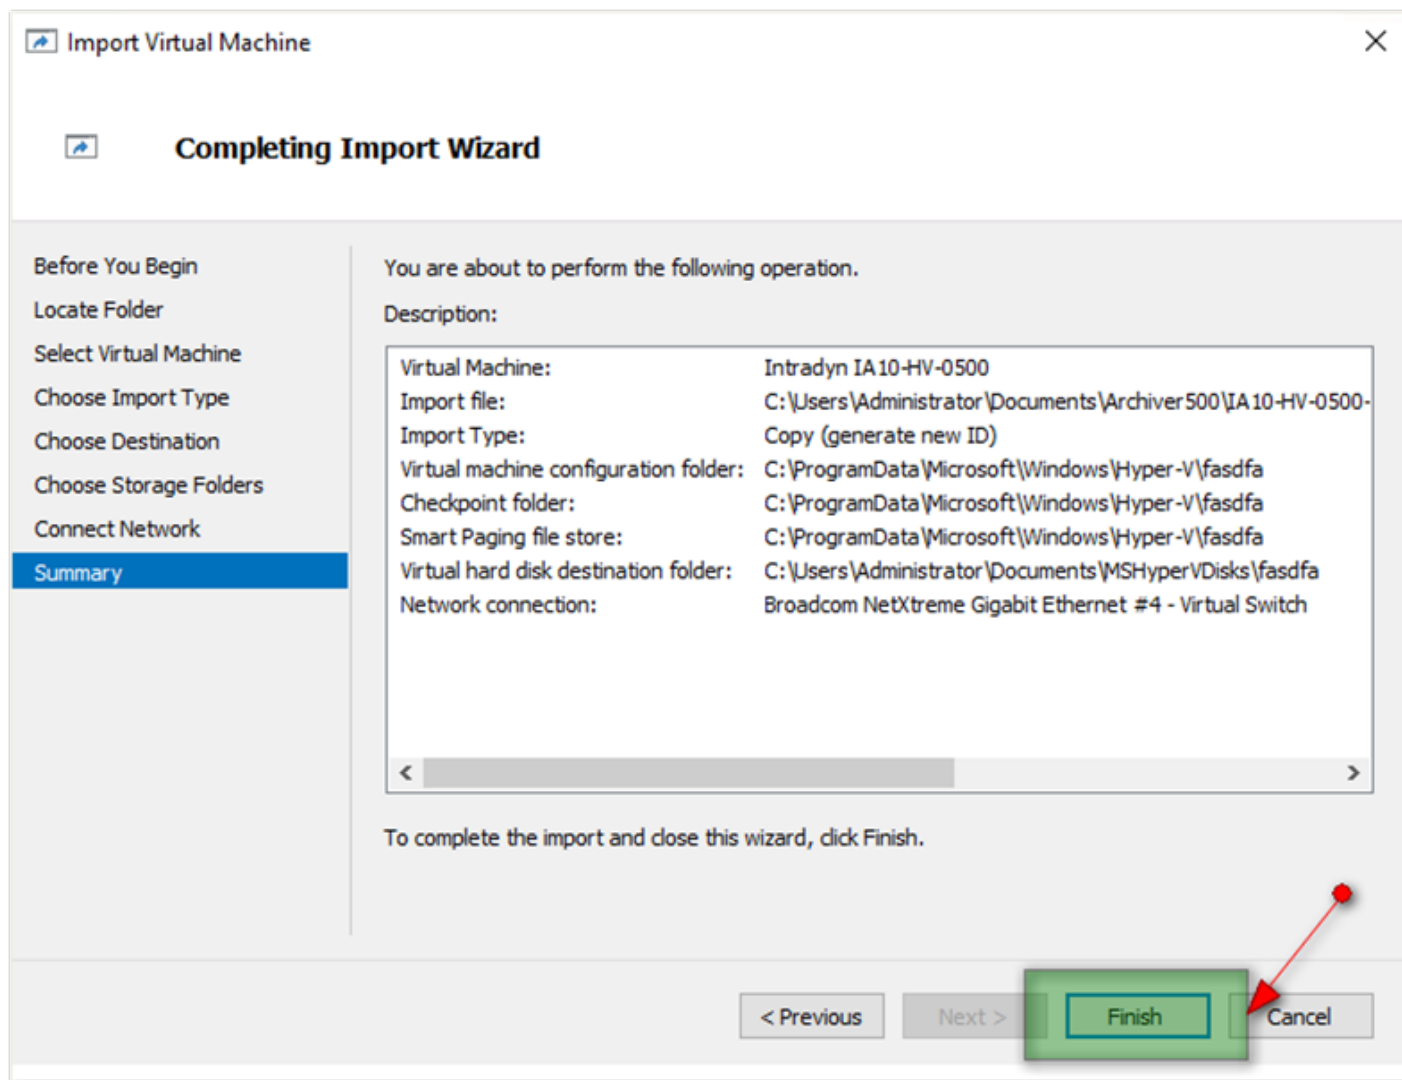 Import Virtual Machine
Completing Import Wizard
Before You Begin
Locate Folder
Select Virtual Machine
Choose Import Type
Choose Destination
Choose Storage Folders
Connect Network
Summary
You are about to perform the following operation.
Description:
Virtual Machine: Intradyn IA10-HV-0500
Import file: C:\Users\Administrator\Documents\Archiver500\IA10-HV-0500-
Import Type: Copy (generate new ID)
Virtual machine configuration folder: C:\ProgramData\Microsoft\Windows\Hyper-V\fasdfa
Checkpoint folder: C:\ProgramData\Microsoft\Windows\Hyper-V\fasdfa
Smart Paging file store: C:\ProgramData\Microsoft\Windows\Hyper-V\fasdfa
Virtual hard disk destination folder: C:\Users\Administrator\Documents\MSHyperVDisks\fasdfa
Network connection: Broadcom NetXtreme Gigabit Ethernet #4 - Virtual Switch
To complete the import and close this wizard, click Finish.
< Previous Next > Finish Cancel